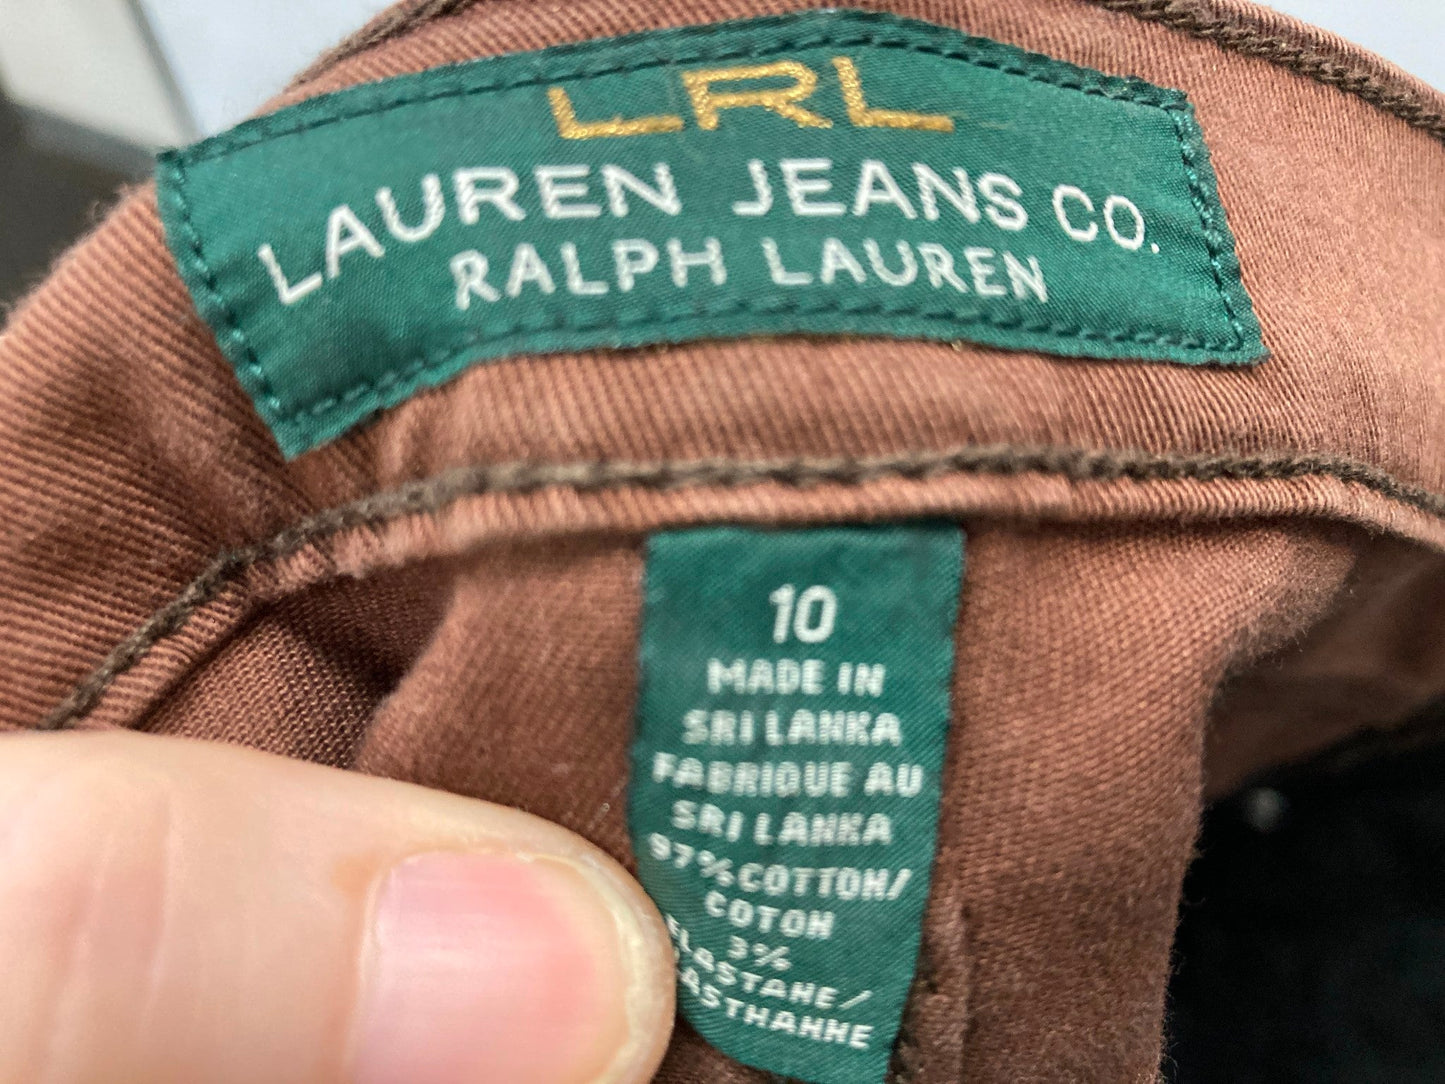 LRL
LAUREN JEANS CO.
RALPH LAUREN
10
MADE IN
SRI LANKA
FABRIQUE AU
SRI LANKA
97% COTTON/
COTON
3%
ELASTANE/
ASTHANNE